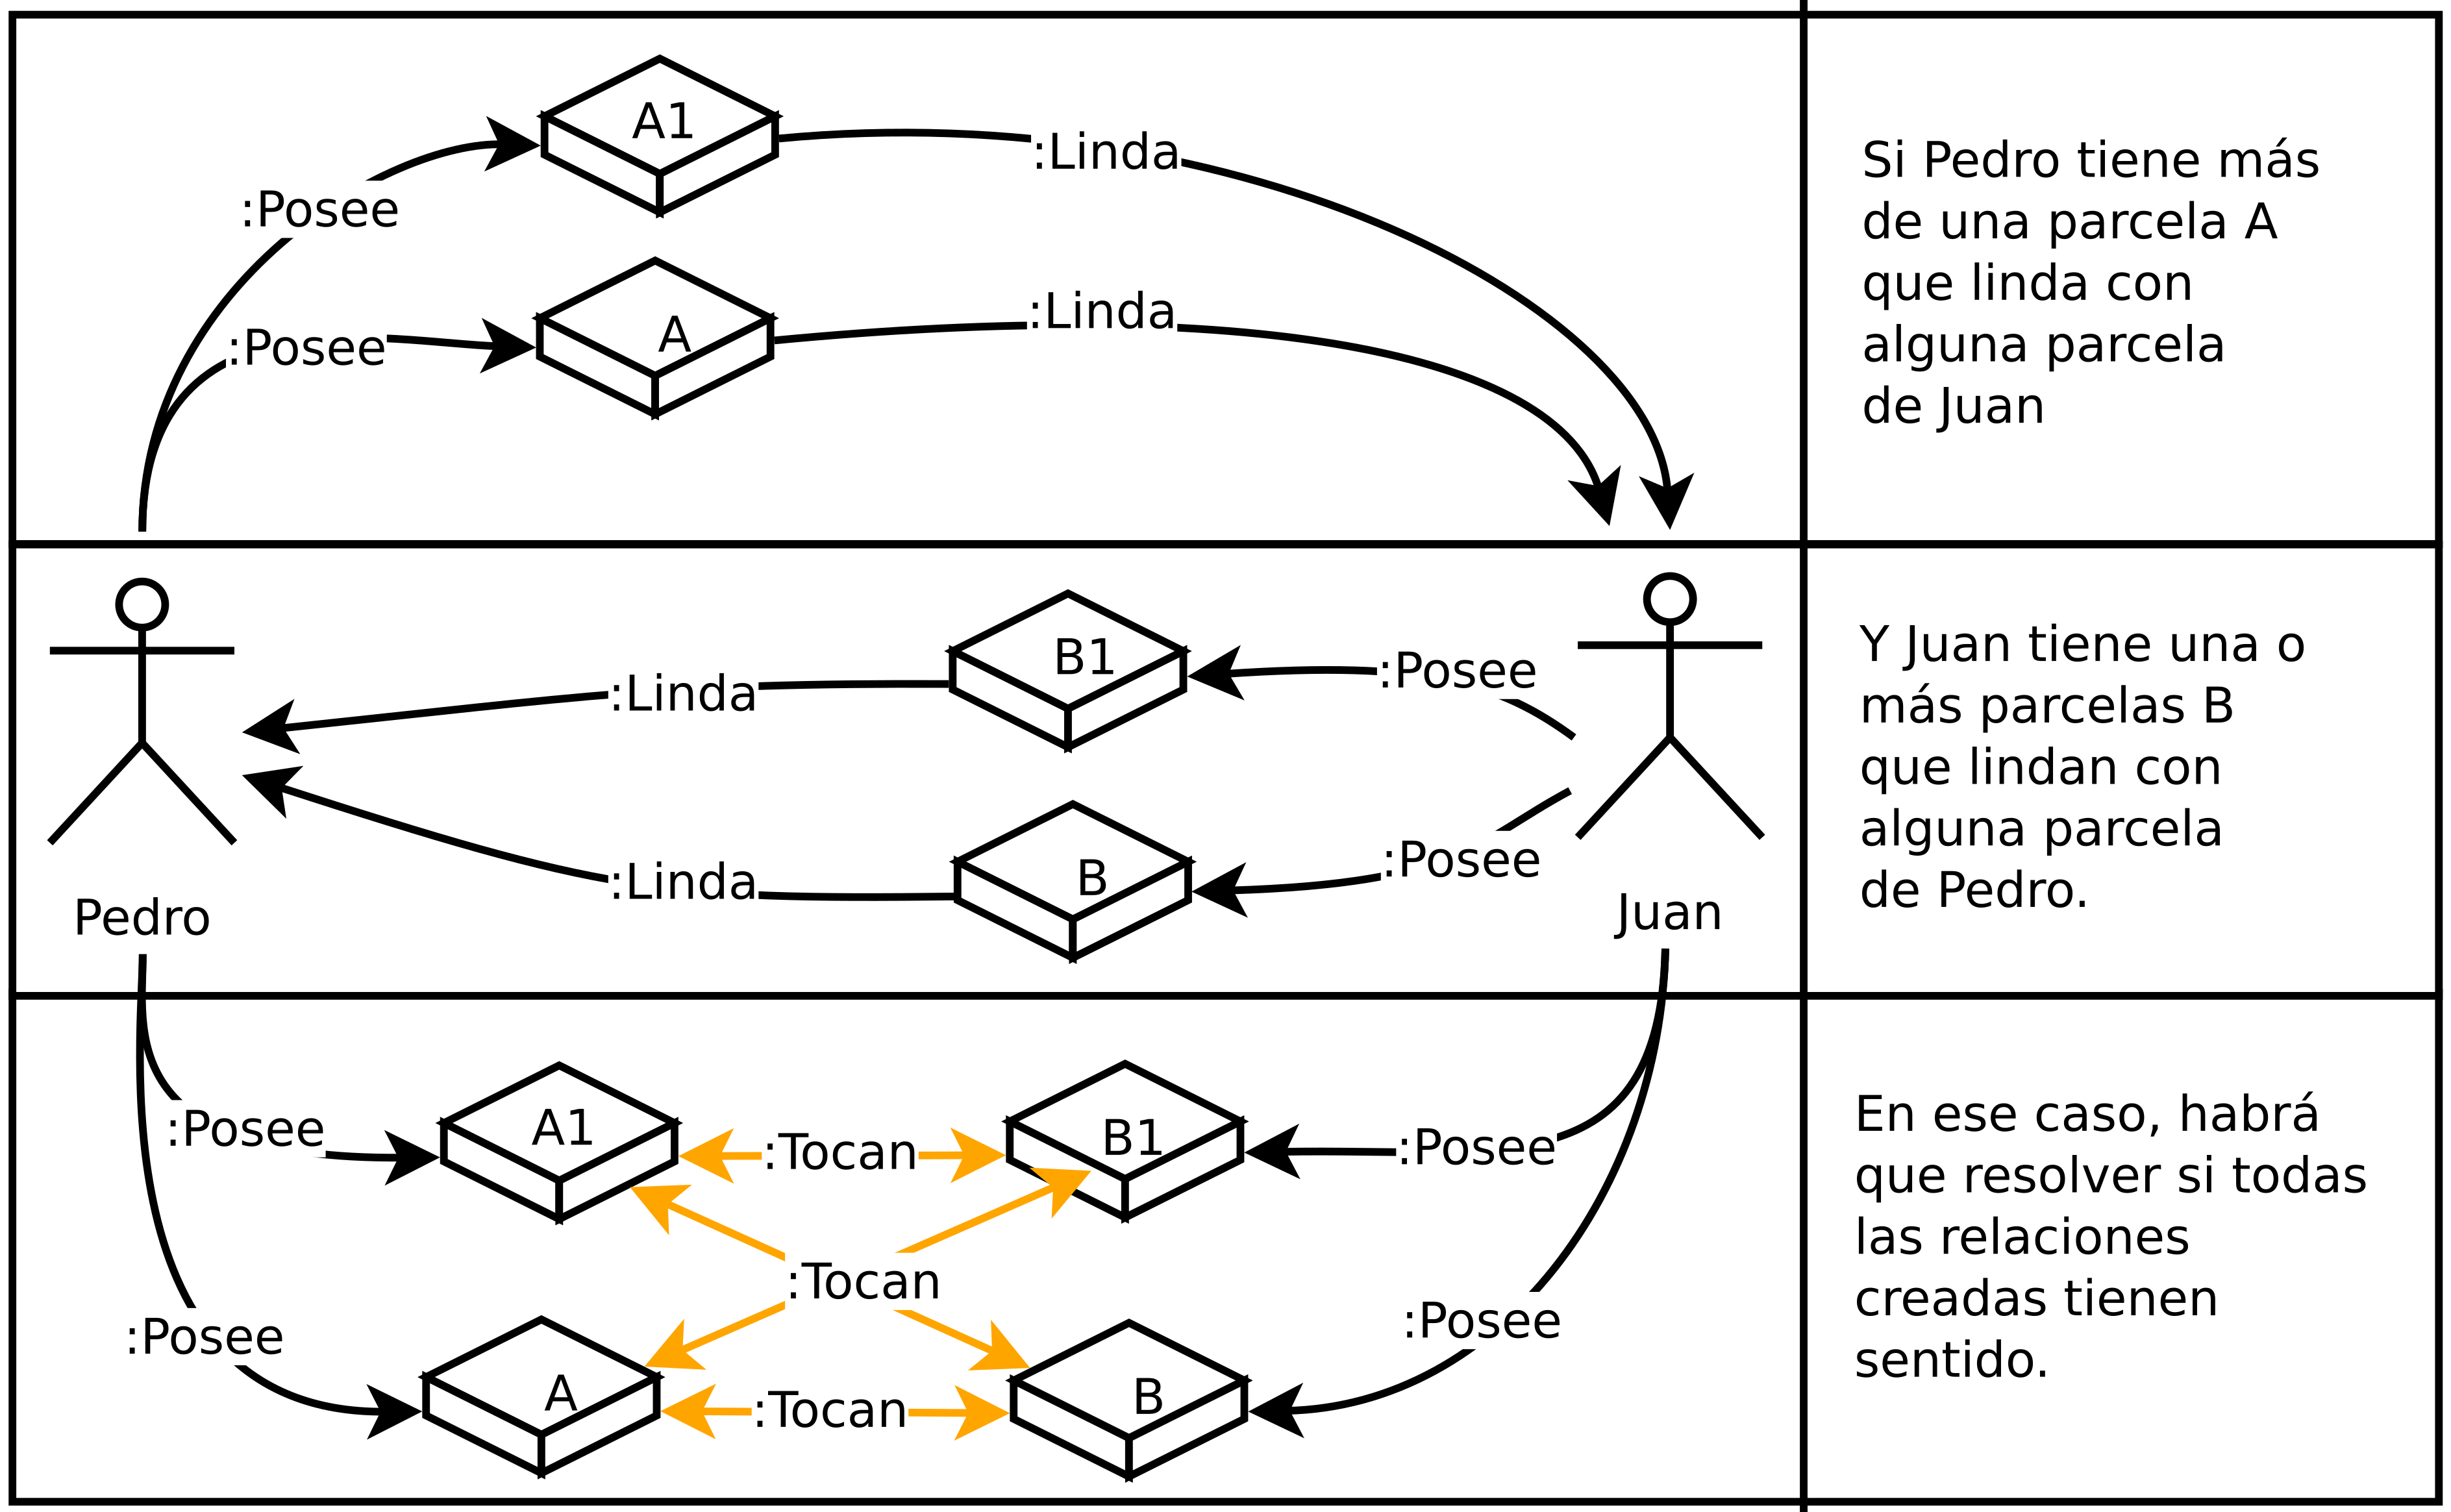 A1
:Linda
:Posee
A
:Linda
:Posee
Si Pedro tiene más
de una parcela A
que linda con
alguna parcela
de Juan
B1
:Posee
:Linda
B
:Posee
:Linda
Pedro
Juan
Y Juan tiene una o
más parcelas B
que lindan con
alguna parcela
de Pedro.
:Posee
A1
:Tocan
B1
:Posee
:Tocan
:Posee
:Posee
A
:Tocan
B
En ese caso, habrá
que resolver si todas
las relaciones
creadas tienen
sentido.